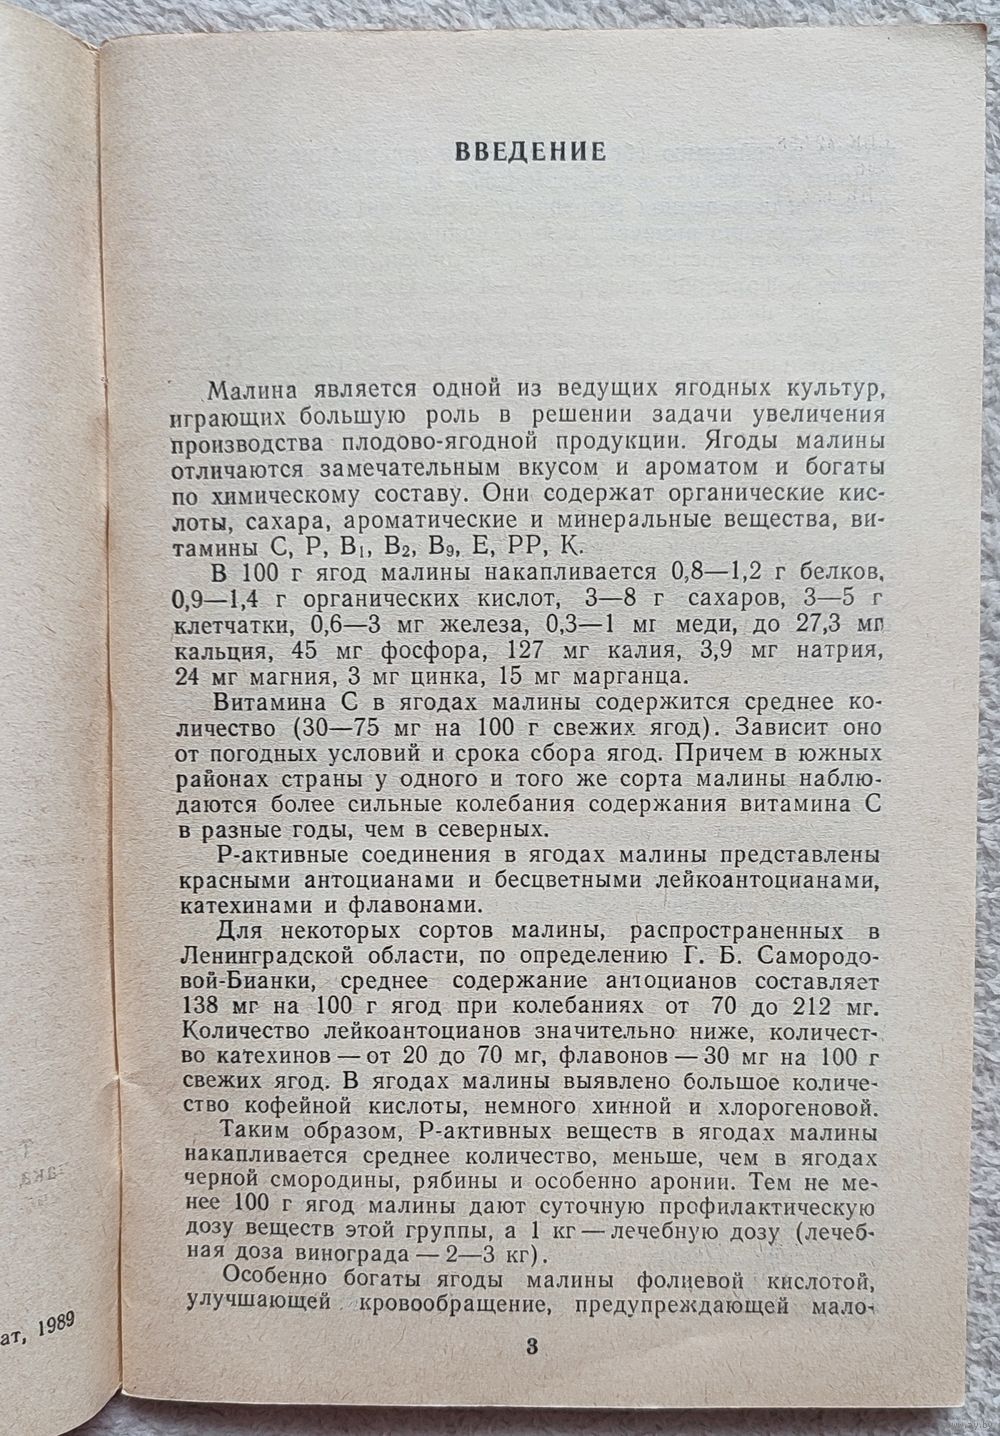 ВВЕДЕНИЕ
Малина является одной из ведущих ягодных культур,
играющих большую роль в решении задачи увеличения
производства плодово-ягодной продукции. Ягоды малины
отличаются замечательным вкусом и ароматом и богаты
по химическому составу. Они содержат органические кис-
лоты, сахара, ароматические и минеральные вещества, ви-
тамины С, Р, В₁, В₂, В₉, Е, РР, К.
В 100 г ягод малины накапливается 0,8—1,2 г белков,
0,9—1,4 г органических кислот, 3—8 г сахаров, 3—5 г
клетчатки, 0,6—3 мг железа, 0,3—1 мг меди, до 27,3 мг
кальция, 45 мг фосфора, 127 мг калия, 3,9 мг натрия,
24 мг магния, 3 мг цинка, 15 мг марганца.
Витамина С в ягодах малины содержится среднее ко-
личество (30—75 мг на 100 г свежих ягод). Зависит оно
от погодных условий и срока сбора ягод. Причем в южных
районах страны у одного и того же сорта малины наблю-
даются более сильные колебания содержания витамина С
в разные годы, чем в северных.
Р-активные соединения в ягодах малины представлены
красными антоцианами и бесцветными лейкоантоцианами,
катехинами и флавонами.
Для некоторых сортов малины, распространенных в
Ленинградской области, по определению Г. Б. Самородо-
вой-Бианки, среднее содержание антоцианов составляет
138 мг на 100 г ягод при колебаниях от 70 до 212 мг.
Количество лейкоантоцианов значительно ниже, количест-
во катехинов — от 20 до 70 мг, флавонов — 30 мг на 100 г
свежих ягод. В ягодах малины выявлено большое количе-
ство кофейной кислоты, немного хинной и хлорогеновой.
Таким образом, Р-активных веществ в ягодах малины
накапливается среднее количество, меньше, чем в ягодах
черной смородины, рябины и особенно аронии. Тем не ме-
нее 100 г ягод малины дают суточную профилактическую
дозу веществ этой группы, а 1 кг — лечебную дозу (лечеб-
ная доза винограда — 2—3 кг).
Особенно богаты ягоды малины фолиевой кислотой,
улучшающей кровообращение, предупреждающей мало-
ат, 1989
3